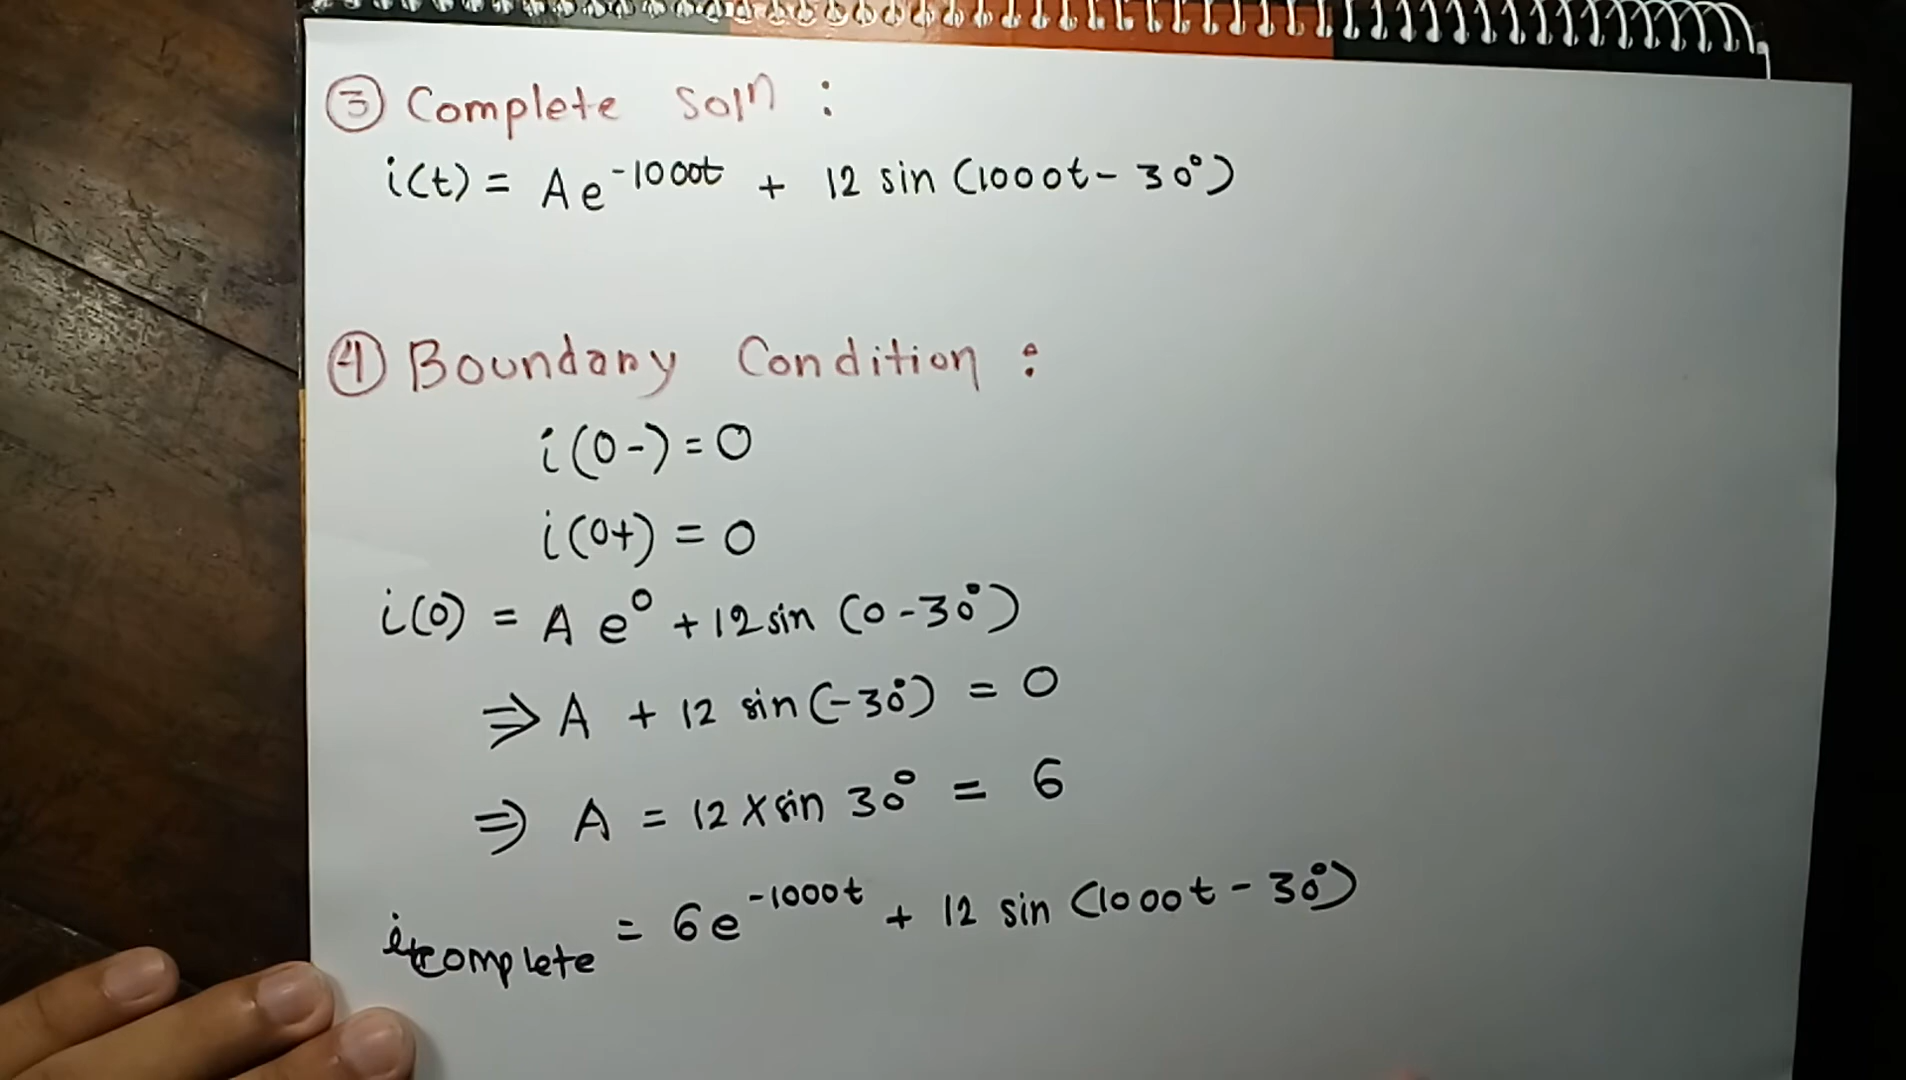 ③ Complete Soln :
i(t) = Ae^-1000t + 12 sin (1000t - 30°)
④ Boundary Condition :
i(0-) = 0
i(0+) = 0
i(0) = A e^0 + 12 sin (0 - 30°)
⇒ A + 12 sin (-30°) = 0
⇒ A = 12 x sin 30° = 6
i complete = 6e^-1000t + 12 sin (1000t - 30°)